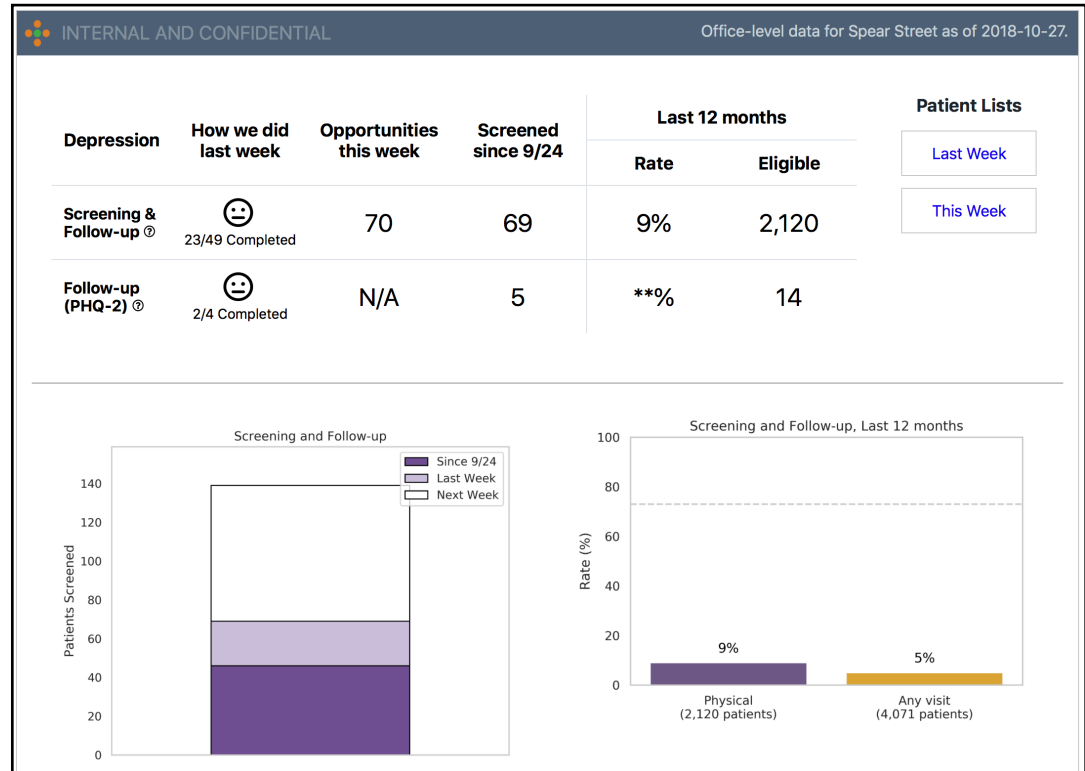 INTERNAL AND CONFIDENTIAL
Office-level data for Spear Street as of 2018-10-27.
Depression
How we did
last week
Opportunities
this week
Screened
since 9/24
Last 12 months
Rate
Eligible
Patient Lists
Last Week
This Week
Screening &
Follow-up ?
23/49 Completed
70
69
9%
2,120
Follow-up
(PHQ-2) ?
2/4 Completed
N/A
5
**%
14
Screening and Follow-up
Since 9/24
Last Week
Next Week
Patients Screened
140
120
100
80
60
40
20
0
Screening and Follow-up, Last 12 months
Rate (%)
100
80
60
40
20
0
9%
5%
Physical
(2,120 patients)
Any visit
(4,071 patients)